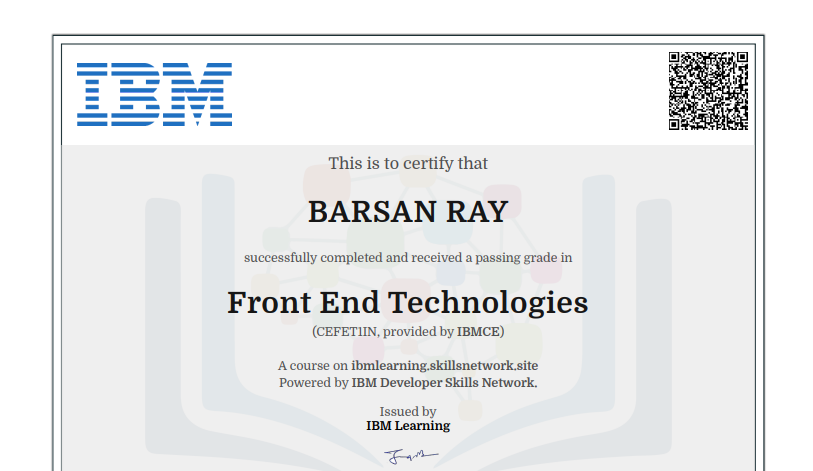 IBM
This is to certify that
BARSAN RAY
successfully completed and received a passing grade in
Front End Technologies
(CEFET1IN, provided by IBMCE)
A course on ibmlearning.skillsnetwork.site
Powered by IBM Developer Skills Network.
Issued by
IBM Learning